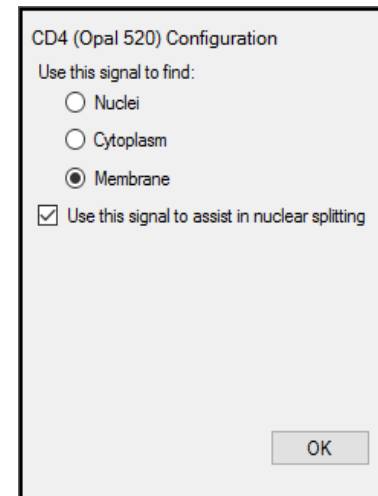 CD4 (Opal 520) Configuration
Use this signal to find:
Nuclei
Cytoplasm
Membrane
Use this signal to assist in nuclear splitting
OK